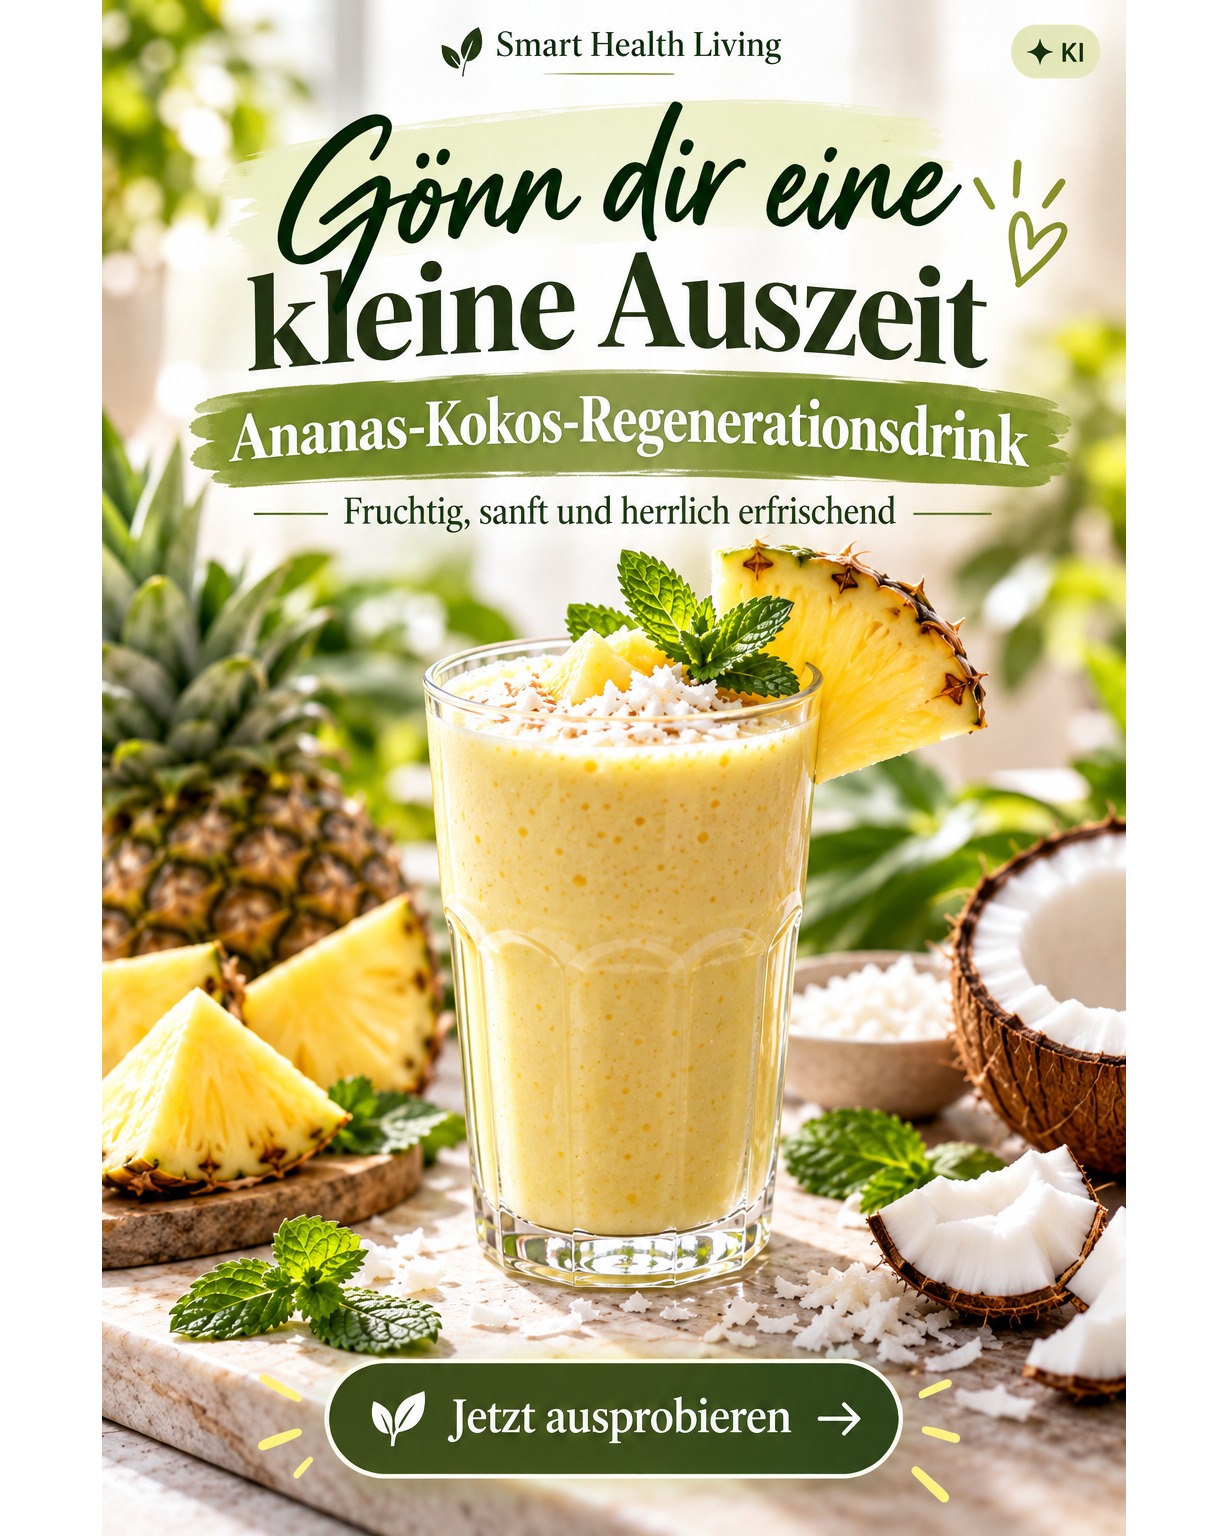 Smart Health Living
KI
Gönn dir eine
kleine Auszeit
Ananas-Kokos-Regenerationsdrink
Fruchtig, sanft und herrlich erfrischend
Jetzt ausprobieren